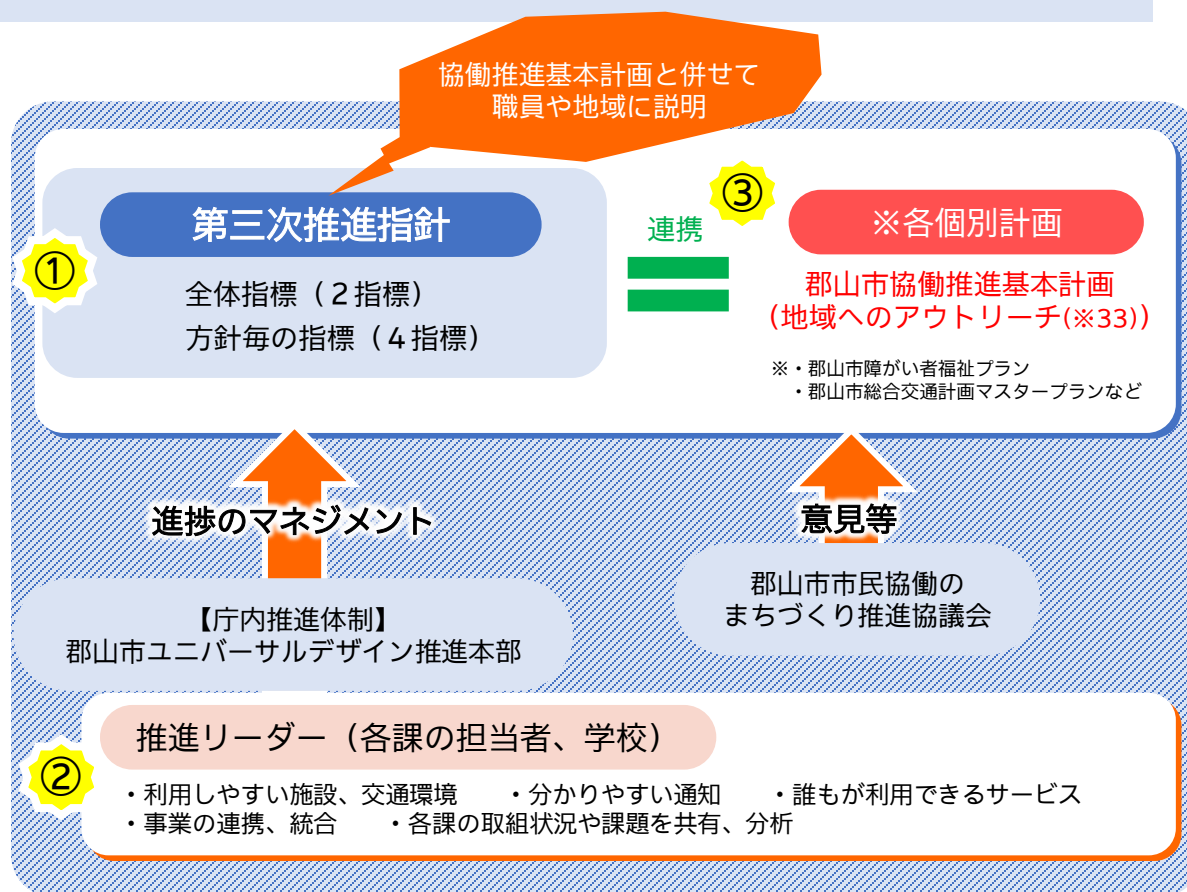 協働推進基本計画と併せて
職員や地域に説明
①
第三次推進指針
全体指標（２指標）
方針毎の指標（４指標）
連携
③
※各個別計画
郡山市協働推進基本計画
（地域へのアウトリーチ(※33)）
※・郡山市障がい者福祉プラン
・郡山市総合交通計画マスタープランなど
進捗のマネジメント
意見等
【庁内推進体制】
郡山市ユニバーサルデザイン推進本部
郡山市市民協働の
まちづくり推進協議会
②
推進リーダー（各課の担当者、学校）
・利用しやすい施設、交通環境　・分かりやすい通知　・誰もが利用できるサービス
・事業の連携、統合　・各課の取組状況や課題を共有、分析